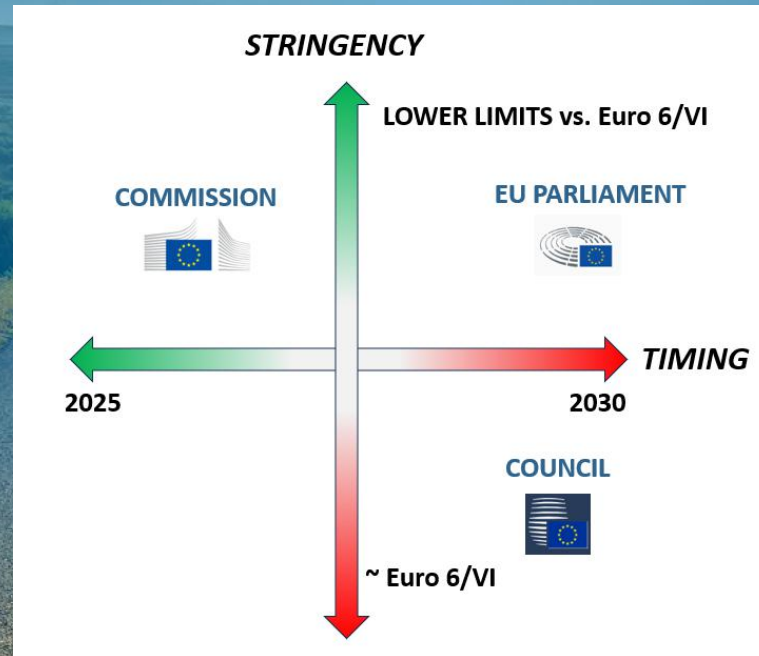 STRINGENCY
LOWER LIMITS vs. Euro 6/VI
COMMISSION
EU PARLIAMENT
TIMING
2025
2030
COUNCIL
~ Euro 6/VI